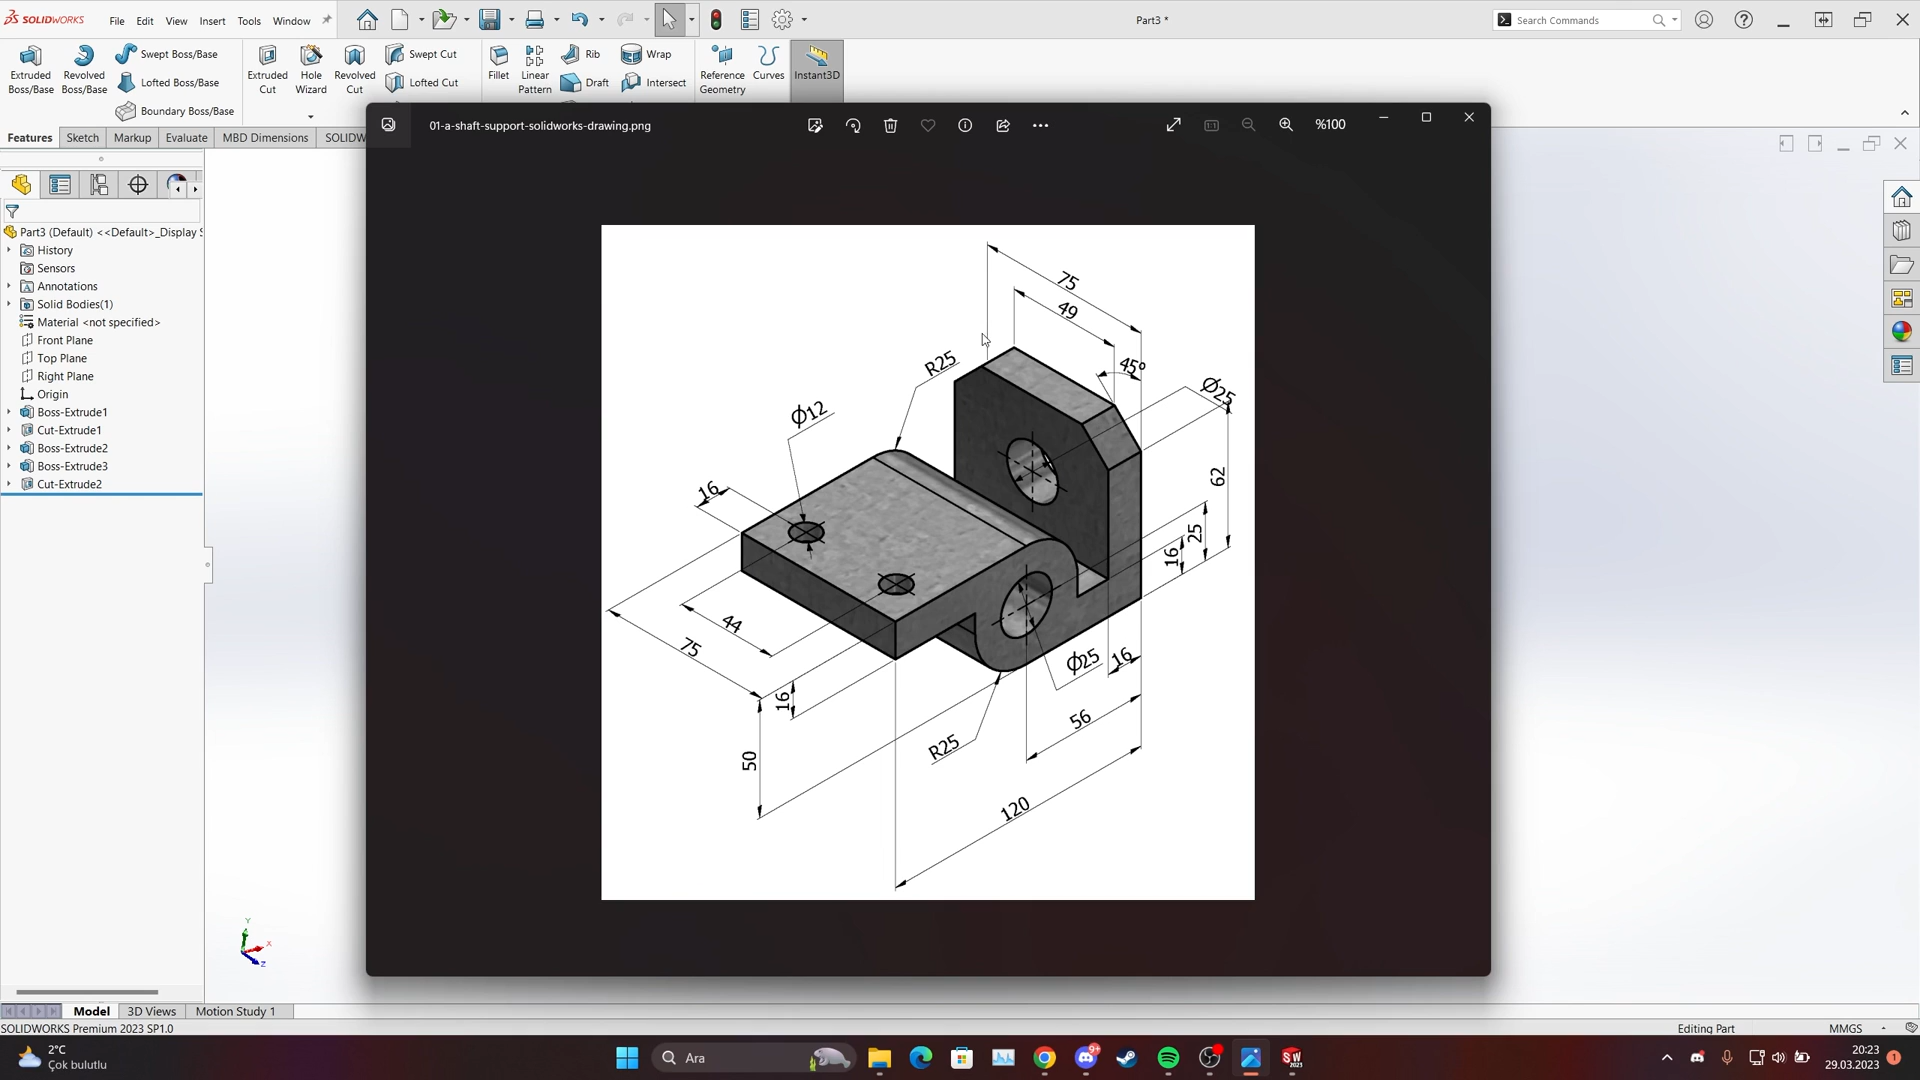 SOLIDWORKS File Edit View Insert Tools Window Part3 * Search Commands
Extruded Boss/Base
Revolved Boss/Base
Swept Boss/Base
Lofted Boss/Base
Boundary Boss/Base
Extruded Cut
Hole Wizard
Revolved Cut
Swept Cut
Lofted Cut
Fillet
Linear Pattern
Rib
Draft
Wrap
Intersect
Reference Geometry
Curves
Instant3D
Features Sketch Markup Evaluate MBD Dimensions SOLIDW
01-a-shaft-support-solidworks-drawing.png %100
Part3 (Default) <<Default>_Display S
History
Sensors
Annotations
Solid Bodies(1)
Material <not specified>
Front Plane
Top Plane
Right Plane
Origin
Boss-Extrude1
Cut-Extrude1
Boss-Extrude2
Boss-Extrude3
Cut-Extrude2
75
49
R25
45°
Ø25
Ø12
62
16
25
16
44
75
16
Ø25
16
56
R25
50
120
Y
X
Z
Model 3D Views Motion Study 1
SOLIDWORKS Premium 2023 SP1.0 Editing Part MMGS
2°C
Çok bulutlu
Ara
9+
SW
2023
20:23
29.03.2023
1